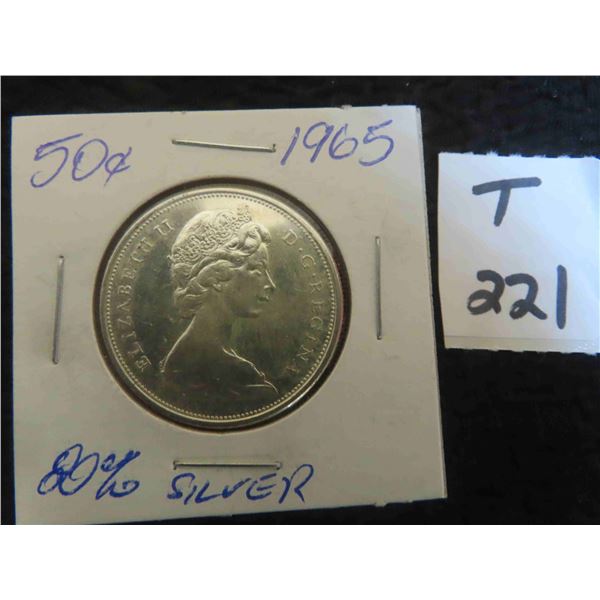 50¢ 1965
ELIZABETH II D·G·REGINA
80% SILVER
T
221